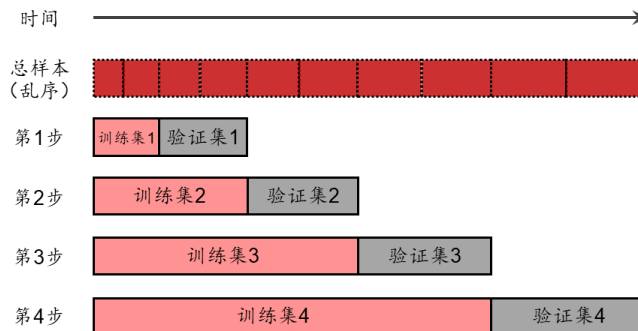 时间
总样本
（乱序）
第1步
训练集1 验证集1
第2步
训练集2 验证集2
第3步
训练集3 验证集3
第4步
训练集4 验证集4